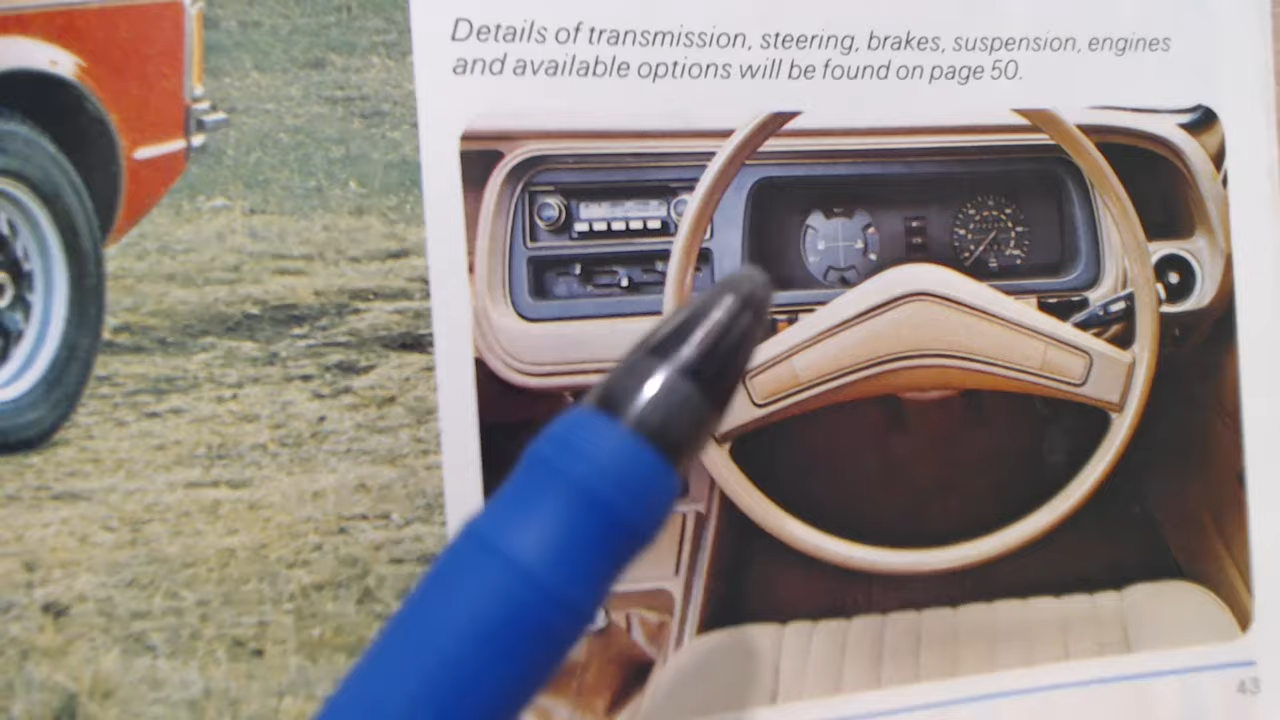 Details of transmission, steering, brakes, suspension, engines
and available options will be found on page 50.
43